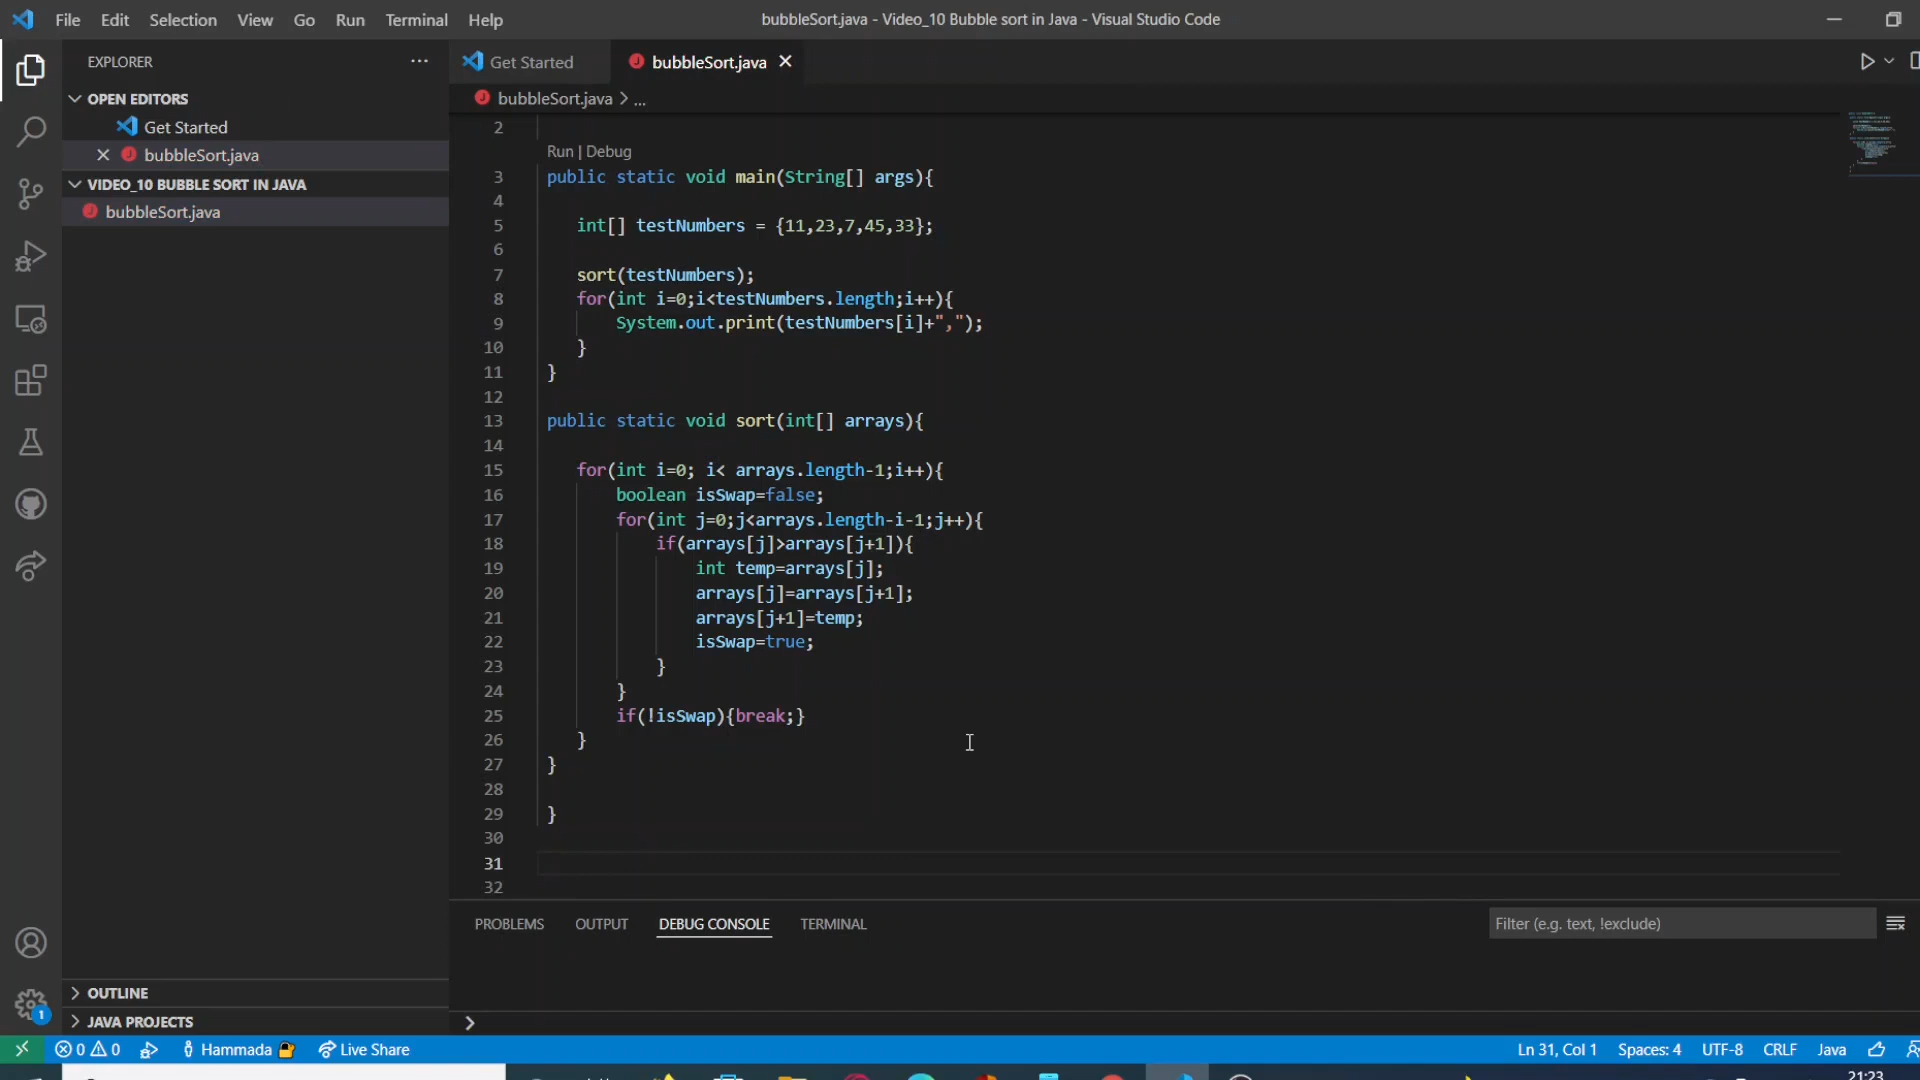 File Edit Selection View Go Run Terminal Help
bubbleSort.java - Video_10 Bubble sort in Java - Visual Studio Code
EXPLORER
OPEN EDITORS
Get Started
bubbleSort.java
VIDEO_10 BUBBLE SORT IN JAVA
bubbleSort.java
OUTLINE
JAVA PROJECTS
Get Started
bubbleSort.java
bubbleSort.java > ...
2
Run | Debug
3 public static void main(String[] args){
4
5 int[] testNumbers = {11,23,7,45,33};
6
7 sort(testNumbers);
8 for(int i=0;i<testNumbers.length;i++){
9 System.out.print(testNumbers[i]+",");
10 }
11 }
12
13 public static void sort(int[] arrays){
14
15 for(int i=0; i< arrays.length-1;i++){
16 boolean isSwap=false;
17 for(int j=0;j<arrays.length-i-1;j++){
18 if(arrays[j]>arrays[j+1]){
19 int temp=arrays[j];
20 arrays[j]=arrays[j+1];
21 arrays[j+1]=temp;
22 isSwap=true;
23 }
24 }
25 if(!isSwap){break;}
26 }
27 }
28
29 }
30
31
32
PROBLEMS OUTPUT DEBUG CONSOLE TERMINAL
Filter (e.g. text, !exclude)
1
0 0 Hammada Live Share
Ln 31, Col 1 Spaces: 4 UTF-8 CRLF Java
21:23